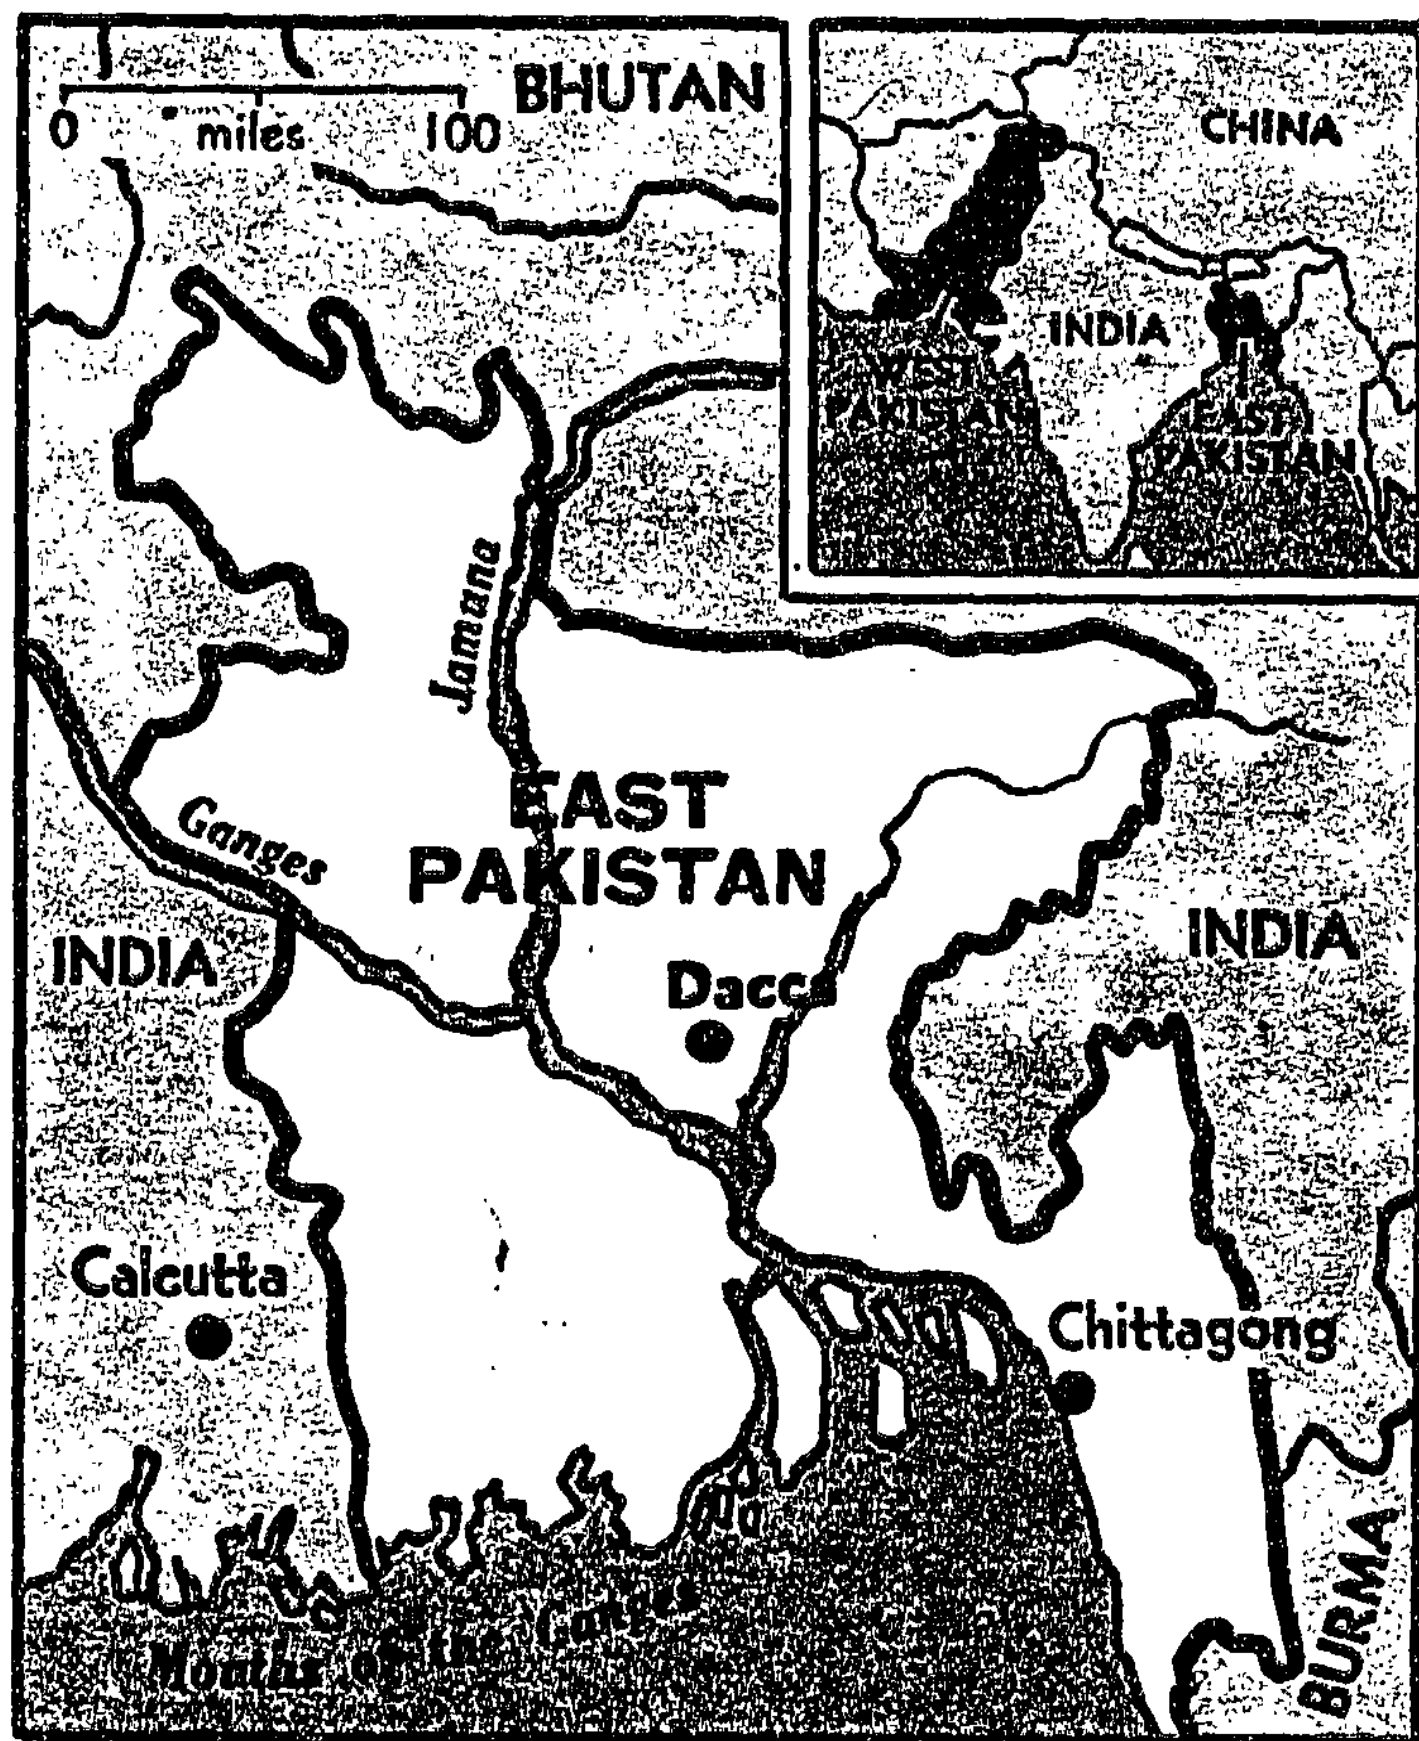 BHUTAN
0 miles 100
CHINA
INDIA
WEST
PAKISTAN
EAST
PAKISTAN
Jamuna
EAST
PAKISTAN
Ganges
INDIA
INDIA
Dacca
Calcutta
Chittagong
BURMA
Mouths of the Ganges